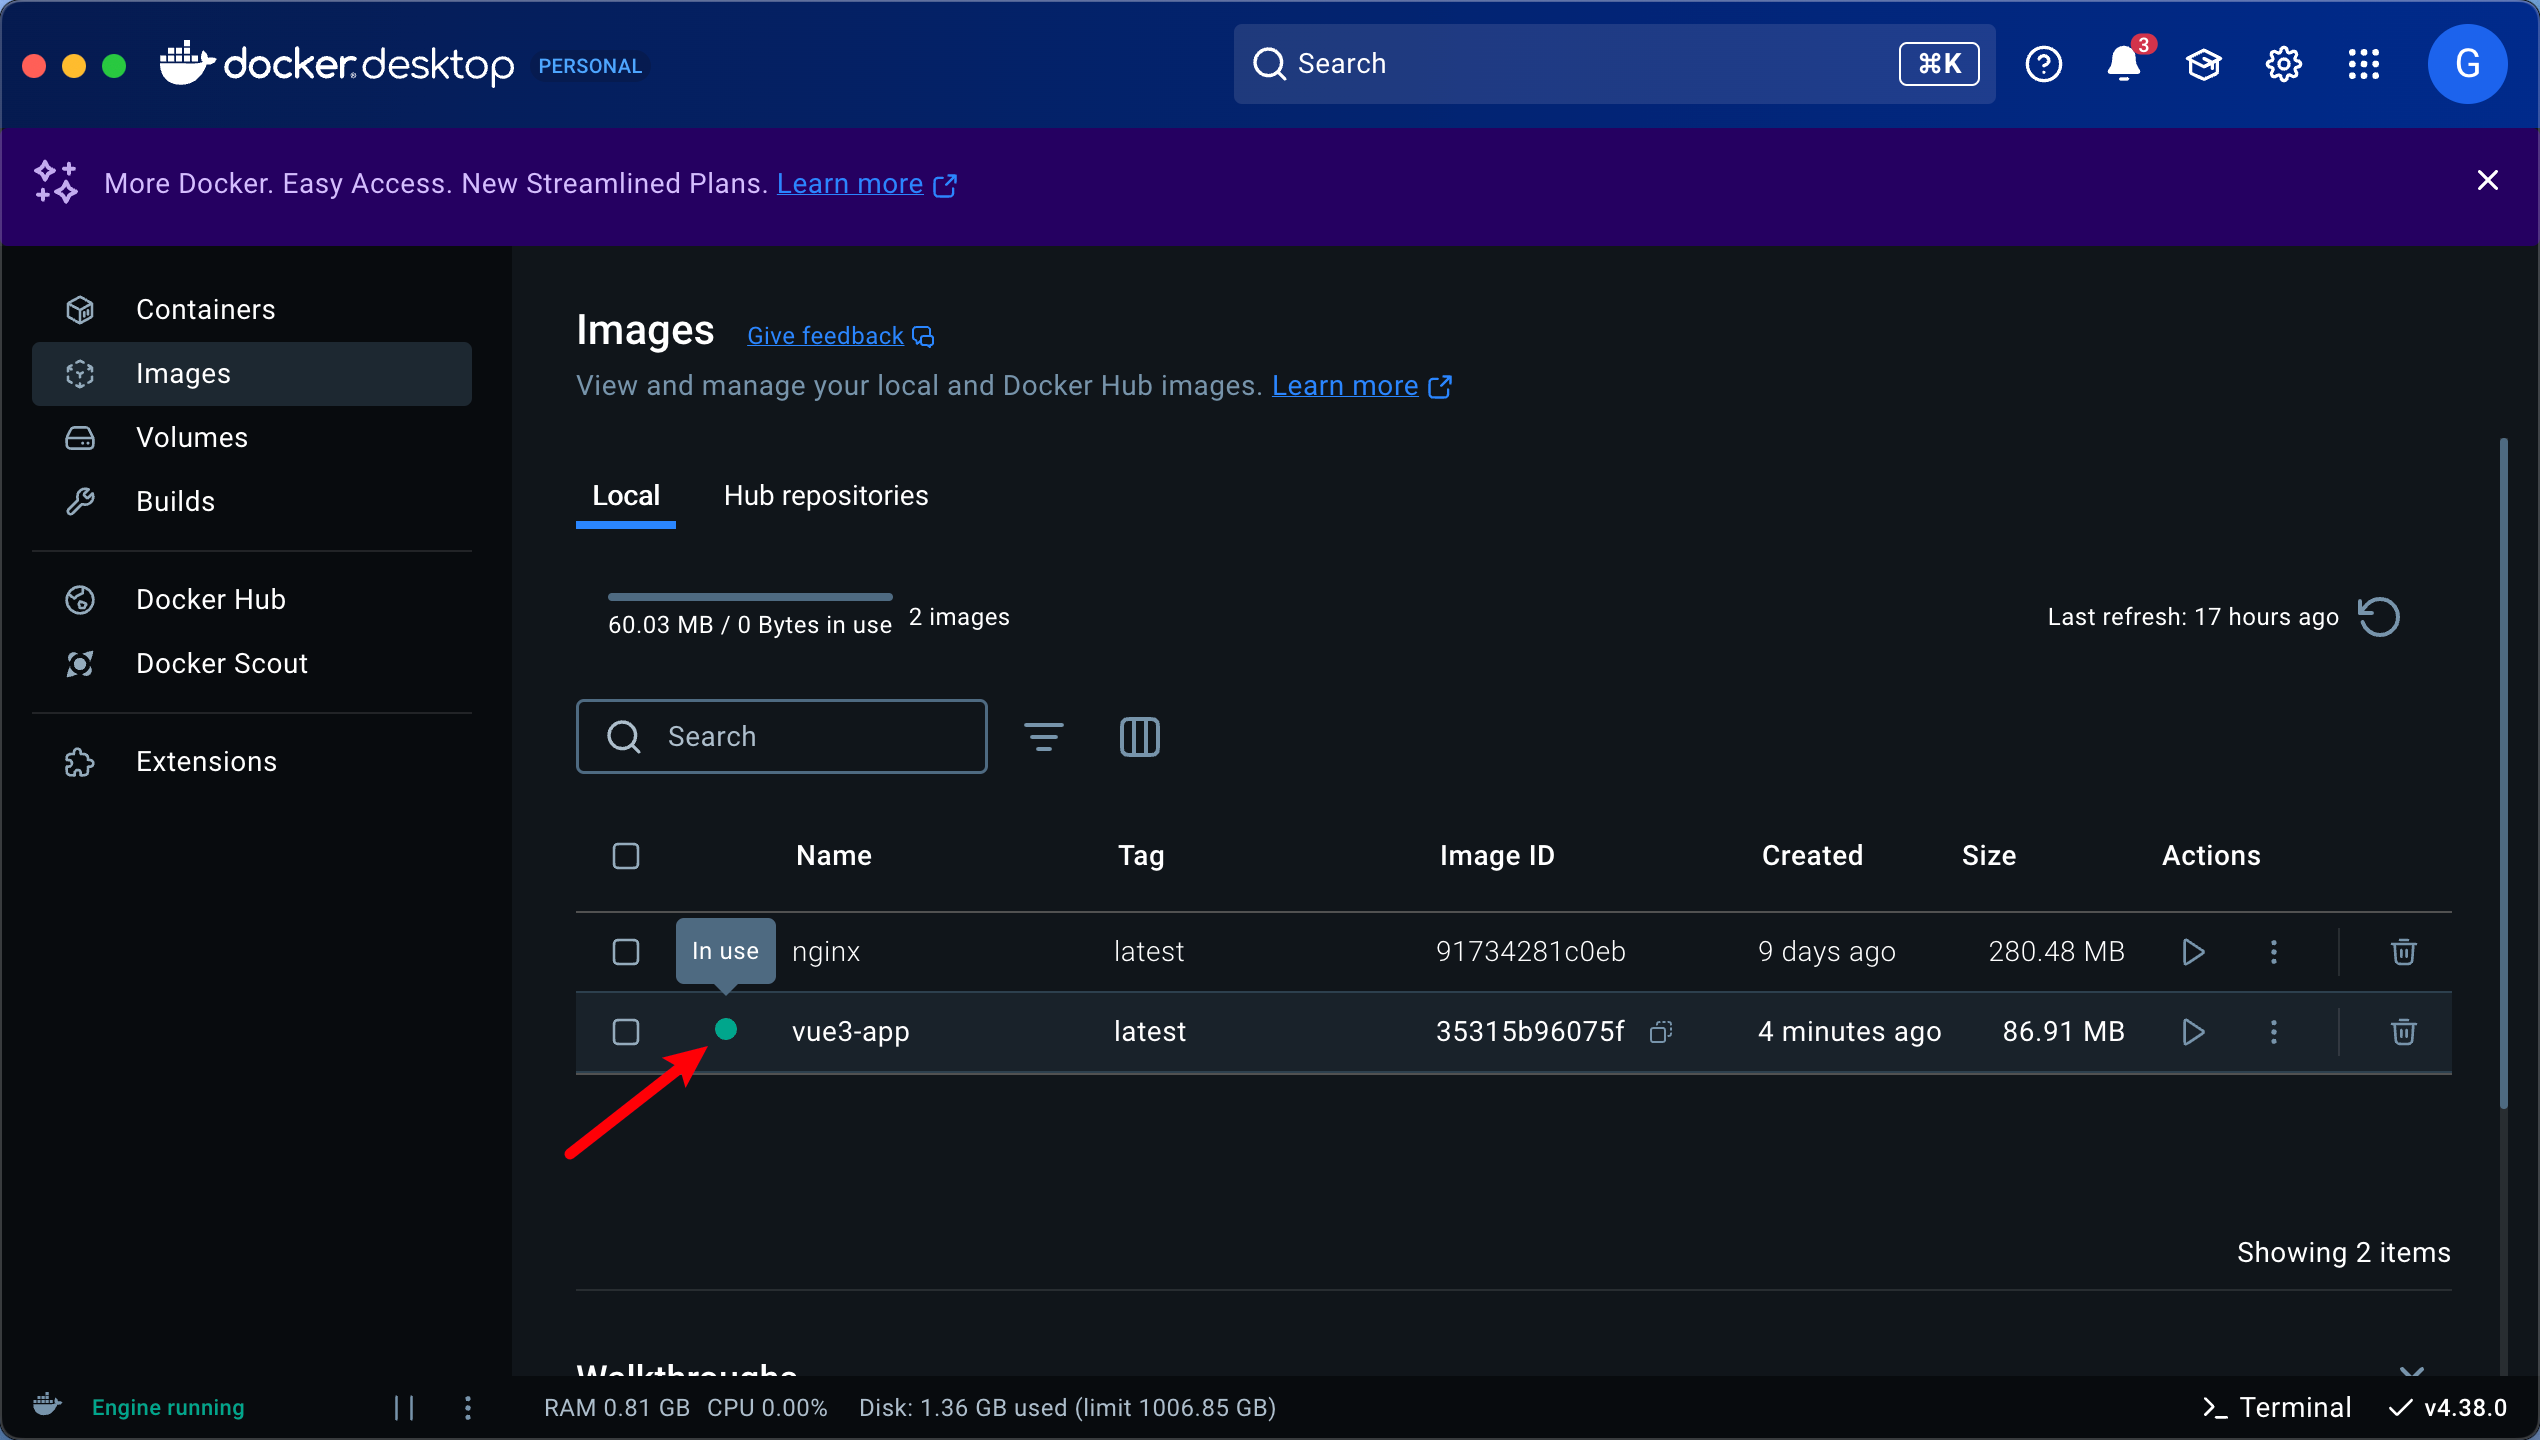 docker desktop PERSONAL
Search ⌘K
3
G
More Docker. Easy Access. New Streamlined Plans. Learn more
Containers
Images
Volumes
Builds
Docker Hub
Docker Scout
Extensions
Images Give feedback
View and manage your local and Docker Hub images. Learn more
Local Hub repositories
60.03 MB / 0 Bytes in use 2 images
Last refresh: 17 hours ago
Search
Name Tag Image ID Created Size Actions
In use nginx latest 91734281c0eb 9 days ago 280.48 MB
vue3-app latest 35315b96075f 4 minutes ago 86.91 MB
Showing 2 items
Walkthroughs
Engine running RAM 0.81 GB CPU 0.00% Disk: 1.36 GB used (limit 1006.85 GB) Terminal v4.38.0